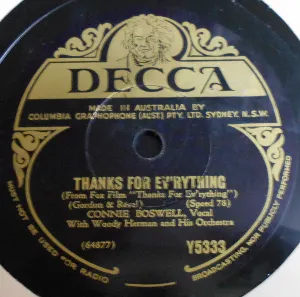 DECCA
MADE IN AUSTRALIA BY
COLUMBIA GRAPHOPHONE (AUST) PTY. LTD. SYDNEY, N.S.W.
THANKS FOR EV'RYTHING
(From Fox Film "Thanks For Ev'rything")
(Gordon & Revel) (Speed 78)
CONNIE BOSWELL, Vocal
With Woody Herman and His Orchestra
(64877) Y5333
MUST NOT BE USED FOR RADIO
BROADCASTING, NOR PUBLICLY PERFORMED